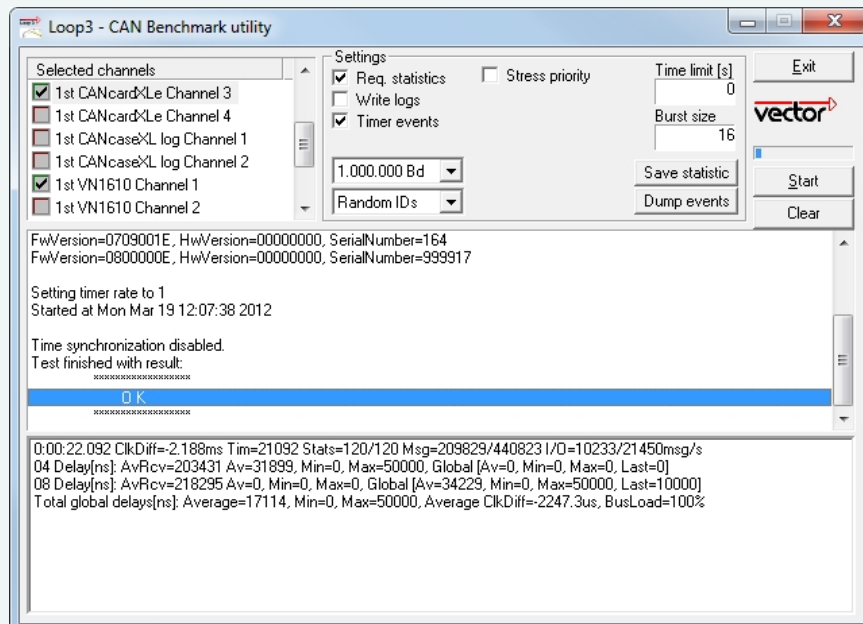 Loop3 - CAN Benchmark utility
Selected channels
1st CANcardXLe Channel 3
1st CANcardXLe Channel 4
1st CANcaseXL log Channel 1
1st CANcaseXL log Channel 2
1st VN1610 Channel 1
1st VN1610 Channel 2
Settings
Req. statistics
Write logs
Timer events
Stress priority
1.000.000 Bd
Random IDs
Time limit [s]
0
Burst size
16
Save statistic
Dump events
Exit
vector
Start
Clear
FwVersion=0709001E, HwVersion=00000000, SerialNumber=164
FwVersion=0800000E, HwVersion=00000000, SerialNumber=999917
Setting timer rate to 1
Started at Mon Mar 19 12:07:38 2012
Time synchronization disabled.
Test finished with result:
******************
O K
******************
0:00:22.092 ClkDiff=-2.188ms Tim=21092 Stats=120/120 Msg=209829/440823 I/O=10233/21450msg/s
04 Delay[ns]: AvRcv=203431 Av=31899, Min=0, Max=50000, Global [Av=0, Min=0, Max=0, Last=0]
08 Delay[ns]: AvRcv=218295 Av=0, Min=0, Max=0, Global [Av=34229, Min=0, Max=50000, Last=10000]
Total global delays[ns]: Average=17114, Min=0, Max=50000, Average ClkDiff=-2247.3us, BusLoad=100%